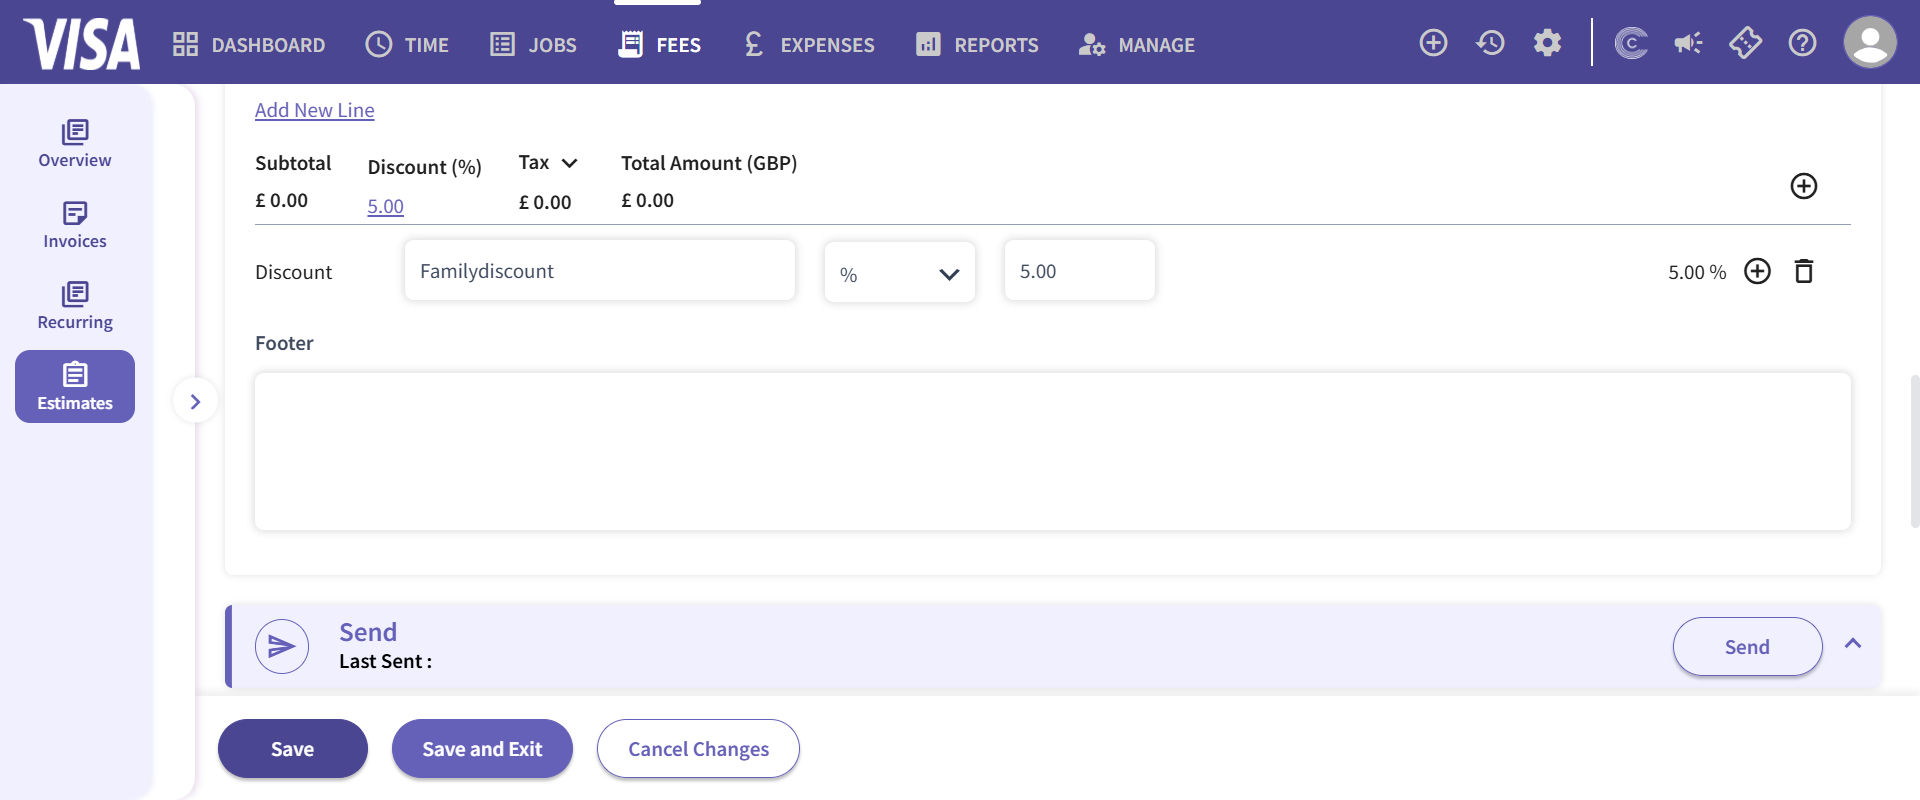 VISA
DASHBOARD
TIME
JOBS
FEES
£ EXPENSES
REPORTS
MANAGE
C
?
Overview
Invoices
Recurring
Estimates
Add New Line
Subtotal
Discount (%)
Tax
Total Amount (GBP)
£ 0.00
5.00
£ 0.00
£ 0.00
Discount
Familydiscount
%
5.00
5.00 %
Footer
Send
Last Sent :
Send
Save
Save and Exit
Cancel Changes